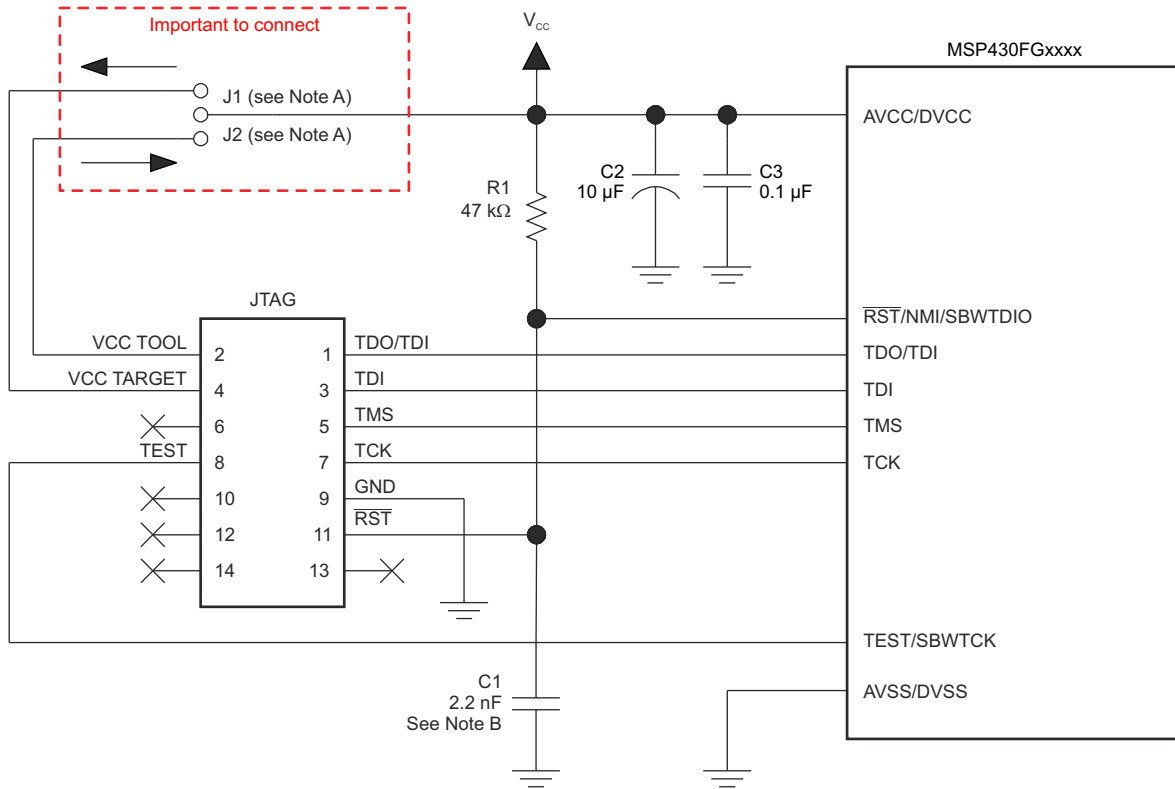 Important to connect
V_CC
MSP430FGxxxx
J1 (see Note A)
J2 (see Note A)
AVCC/DVCC
C2
10 µF
C3
0.1 µF
R1
47 kΩ
JTAG
RST/NMI/SBWTDIO
VCC TOOL 2 1 TDO/TDI
TDO/TDI
VCC TARGET 4 3 TDI
TDI
6 5 TMS
TMS
TEST 8 7 TCK
TCK
10 9 GND
12 11 RST
14 13
TEST/SBWTCK
C1
2.2 nF
See Note B
AVSS/DVSS